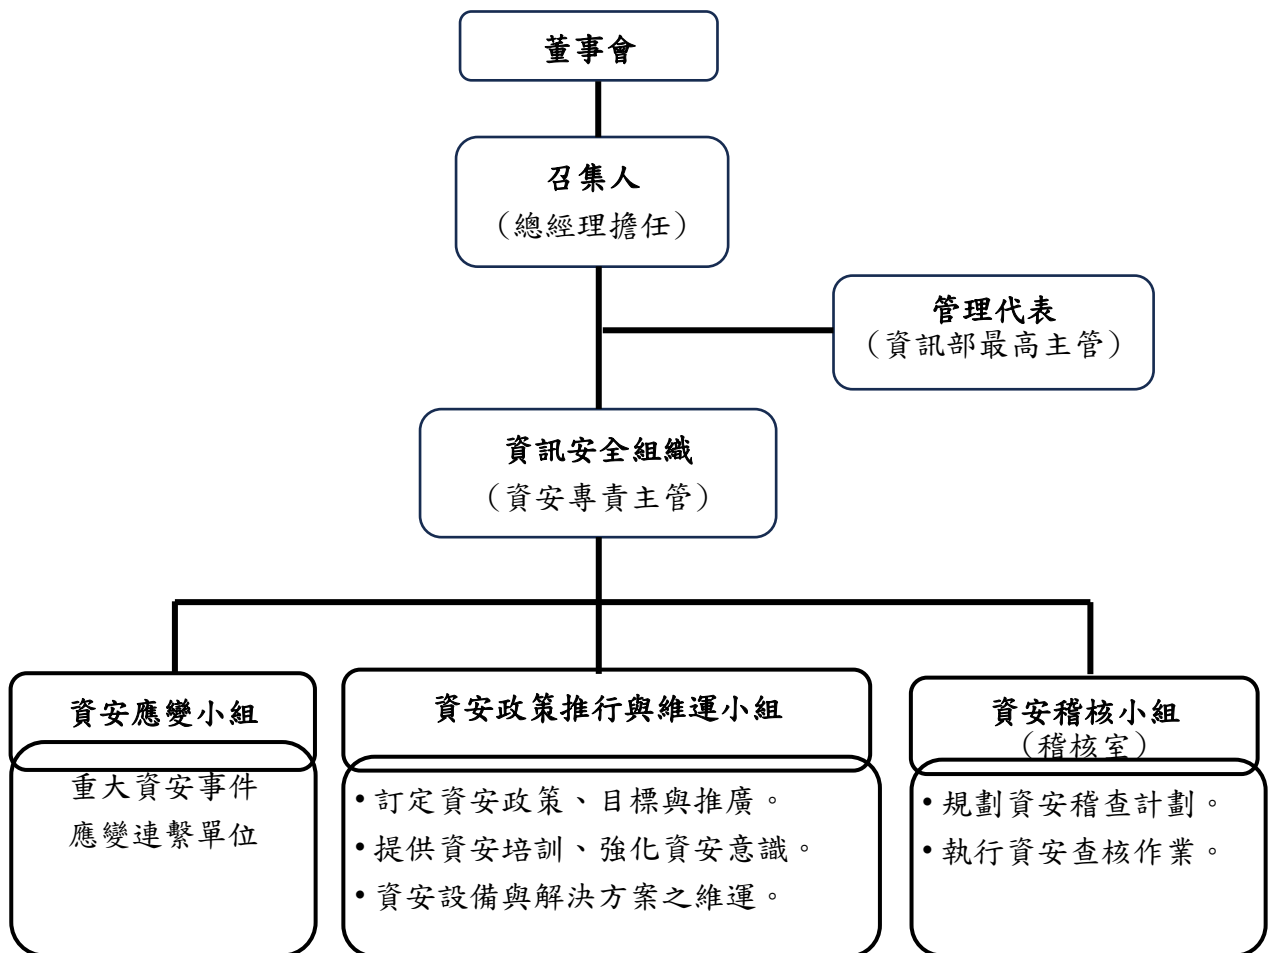 董事會
召集人
（總經理擔任）
管理代表
（資訊部最高主管）
資訊安全組織
（資安專責主管）
資安應變小組
重大資安事件
應變連繫單位
資安政策推行與維運小組
•訂定資安政策、目標與推廣。
•提供資安培訓、強化資安意識。
•資安設備與解決方案之維運。
資安稽核小組
（稽核室）
•規劃資安稽查計劃。
•執行資安查核作業。